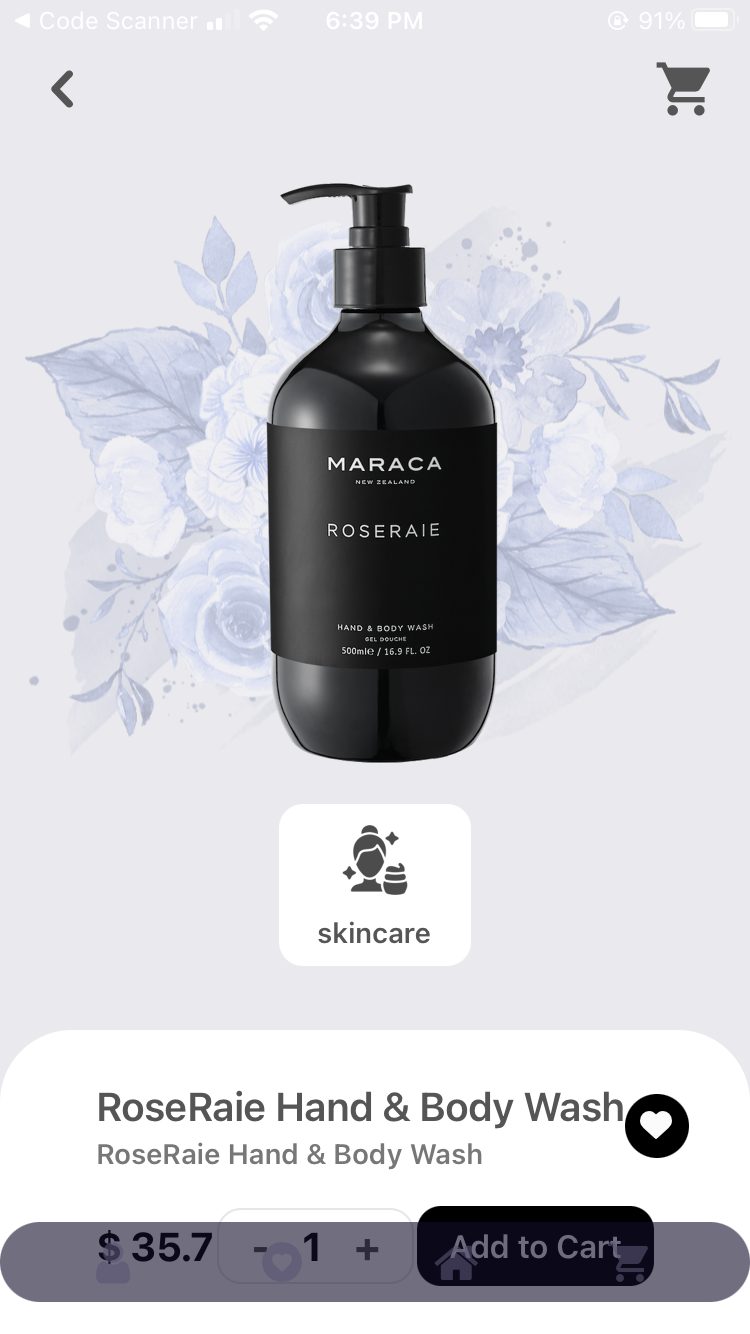 Code Scanner
6:39 PM
91%
MARACA
NEW ZEALAND
ROSERAIE
HAND & BODY WASH
GEL DOUCHE
500ml℮ / 16.9 FL. OZ
skincare
RoseRaie Hand & Body Wash
RoseRaie Hand & Body Wash
$ 35.7 - 1 + Add to Cart